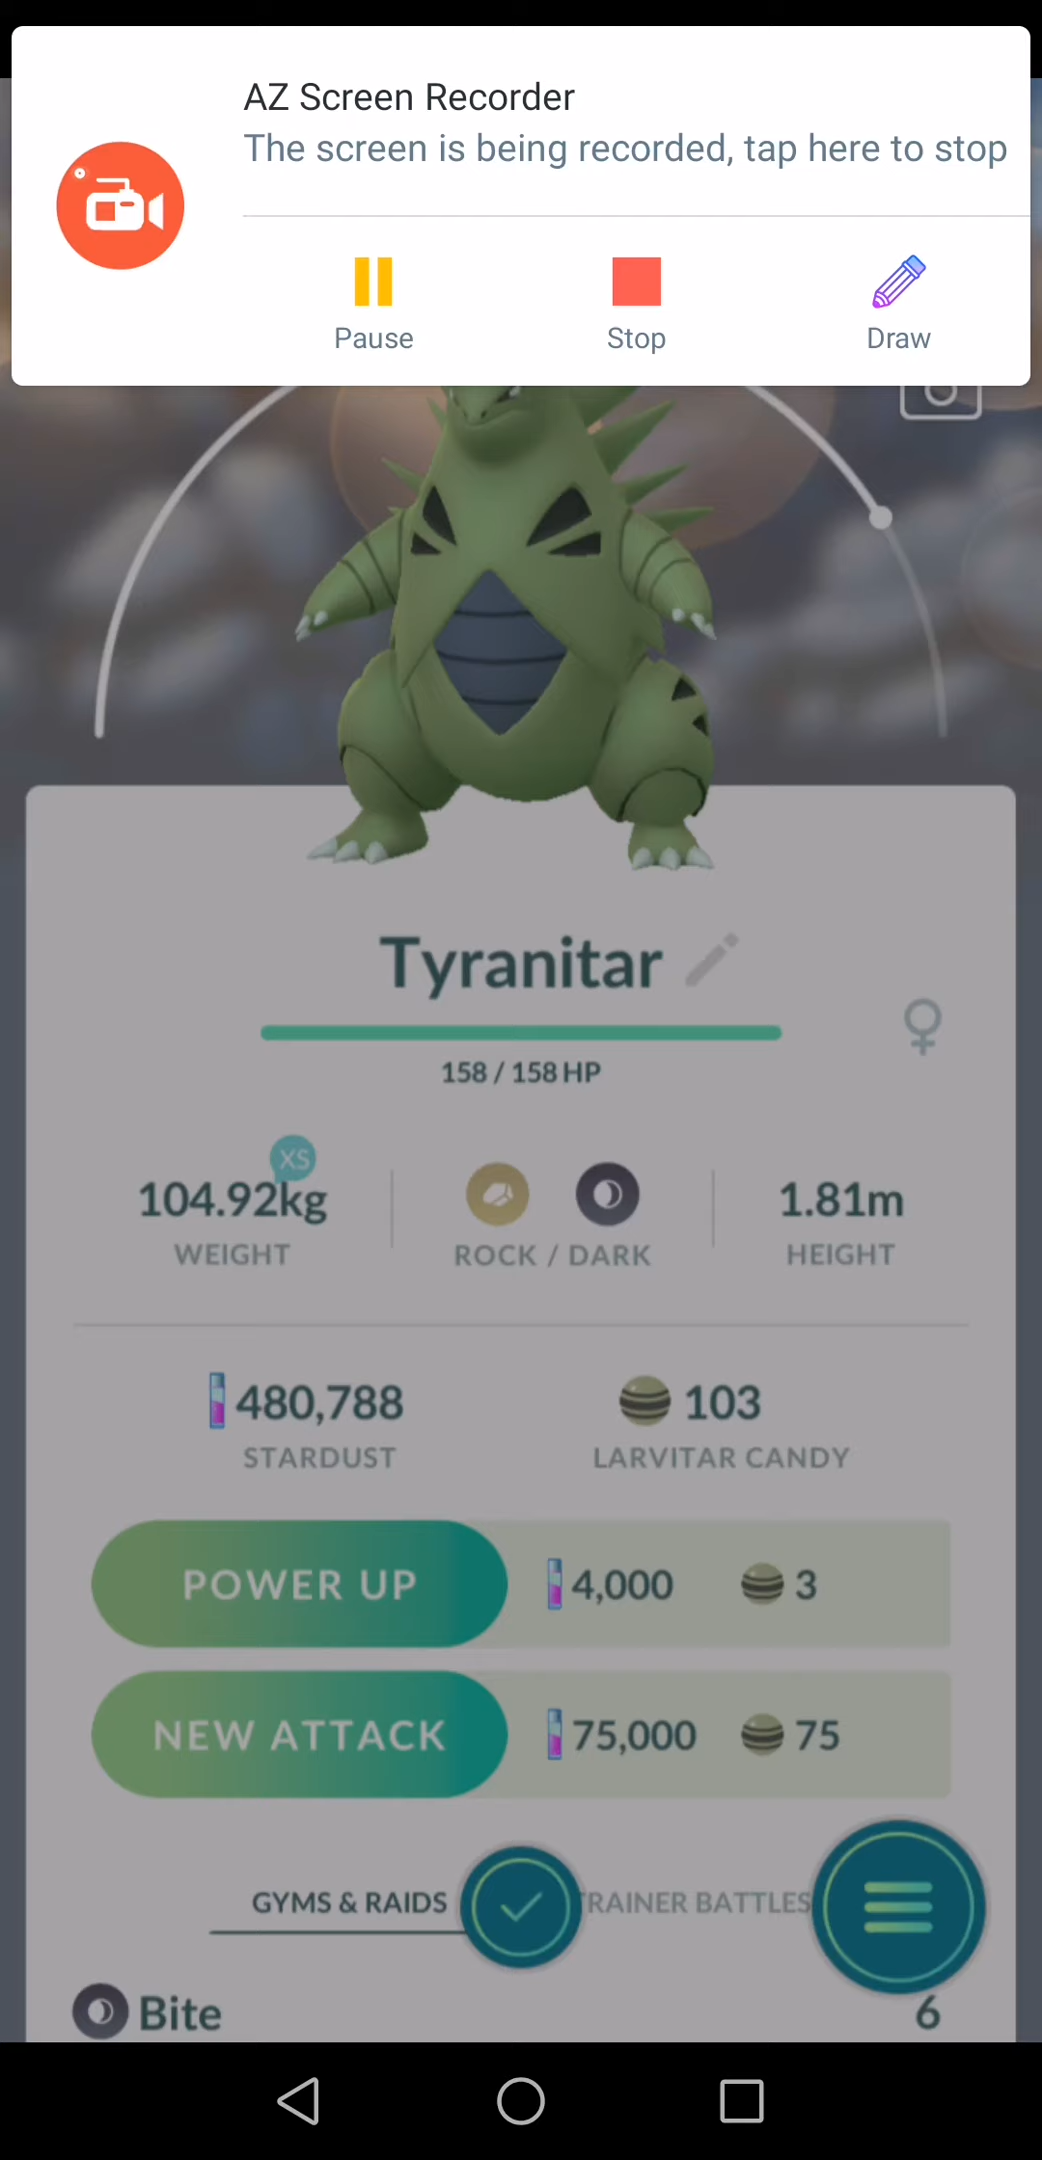 AZ Screen Recorder
The screen is being recorded, tap here to stop
Pause Stop Draw
Tyranitar
158 / 158 HP
XS
104.92kg 1.81m
WEIGHT ROCK / DARK HEIGHT
480,788 103
STARDUST LARVITAR CANDY
POWER UP 4,000 3
NEW ATTACK 75,000 75
GYMS & RAIDS TRAINER BATTLES
Bite 6